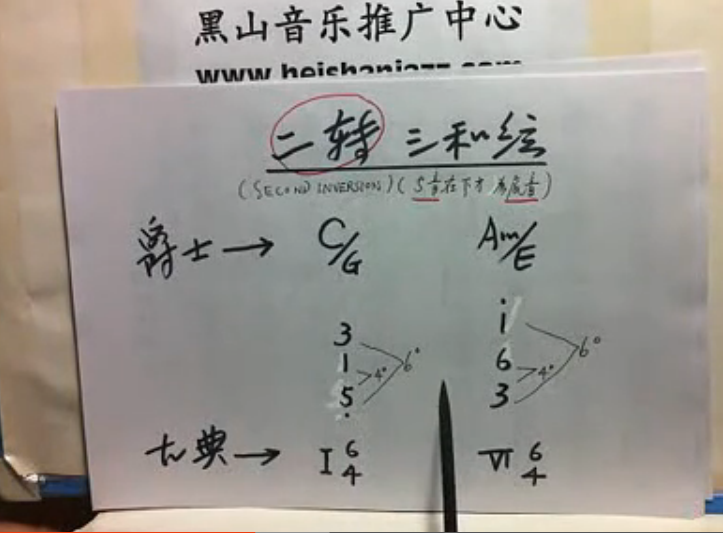 黑山音乐推广中心
www.heishanjazz.com
二转 三和弦
(SECOND INVERSION)(5音在下方 为底音)
爵士→ C/G Am/E
3 i
1 6° 6 6°
5 4° 3 4°
古典→ I 6 4 VI 6 4